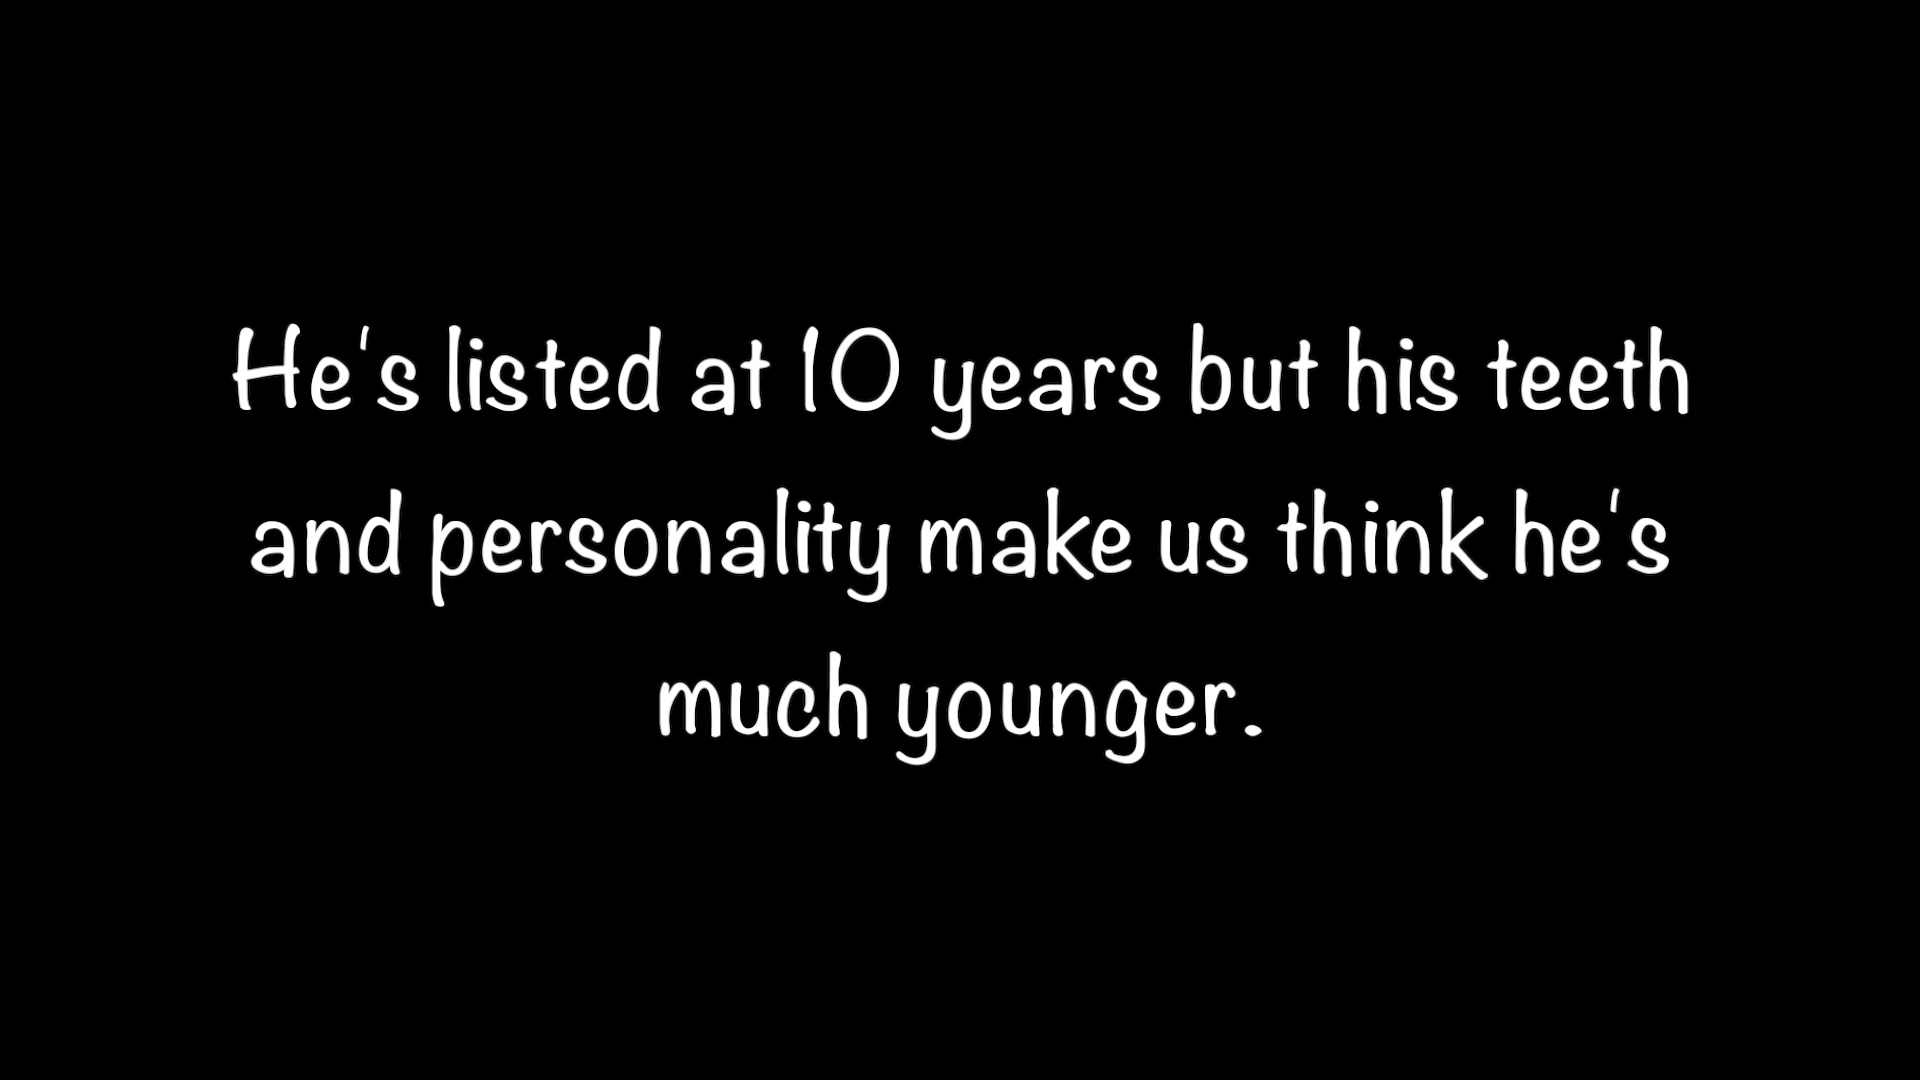 He's listed at 10 years but his teeth
and personality make us think he's
much younger.